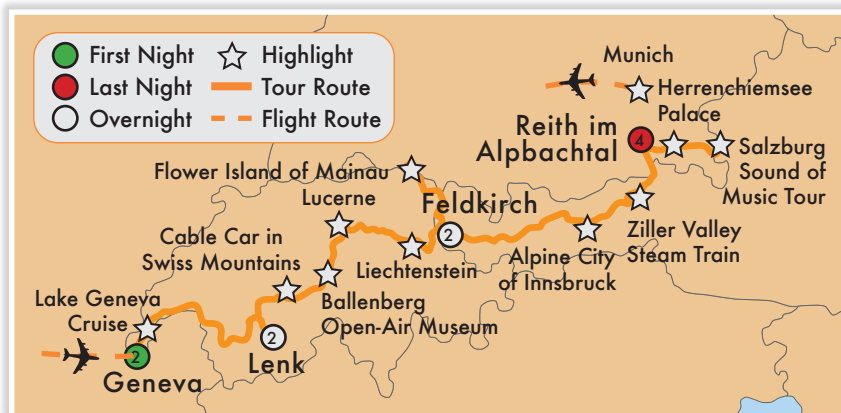 First Night
Highlight
Last Night
Tour Route
Overnight
Flight Route
Munich
Herrenchiemsee
Palace
Reith im
Alpbachtal
4
Salzburg
Sound of
Music Tour
Flower Island of Mainau
Lucerne
Feldkirch
2
Cable Car in
Swiss Mountains
Liechtenstein
Alpine City
of Innsbruck
Ziller Valley
Steam Train
Lake Geneva
Cruise
Ballenberg
Open-Air Museum
2
Lenk
2
Geneva